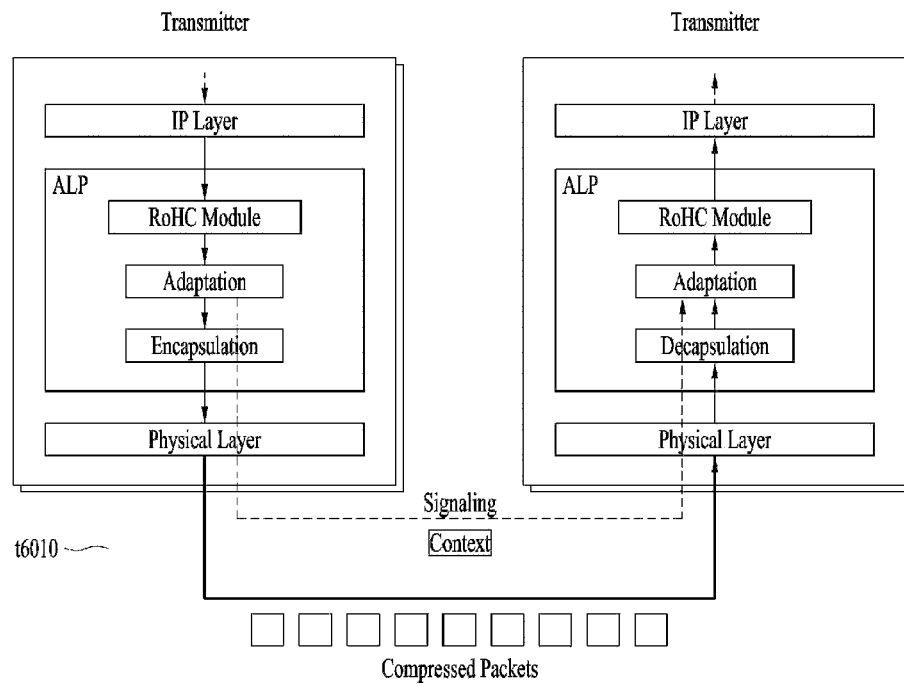 Transmitter
IP Layer
ALP
RoHC Module
Adaptation
Encapsulation
Physical Layer
Transmitter
IP Layer
ALP
RoHC Module
Adaptation
Decapsulation
Physical Layer
Signaling
Context
t6010
Compressed Packets